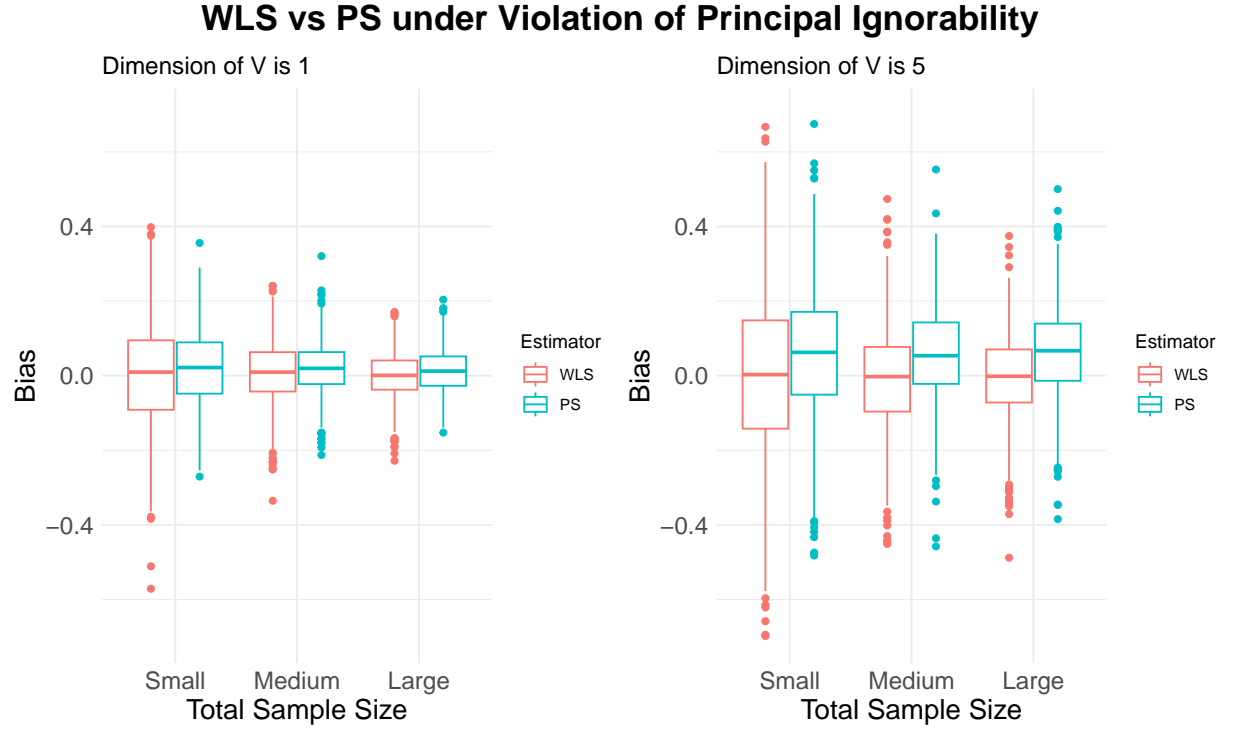 WLS vs PS under Violation of Principal Ignorability
Dimension of V is 1
0.4
0.0
−0.4
Bias
Small Medium Large
Total Sample Size
Estimator
WLS
PS
Dimension of V is 5
0.4
0.0
−0.4
Bias
Small Medium Large
Total Sample Size
Estimator
WLS
PS